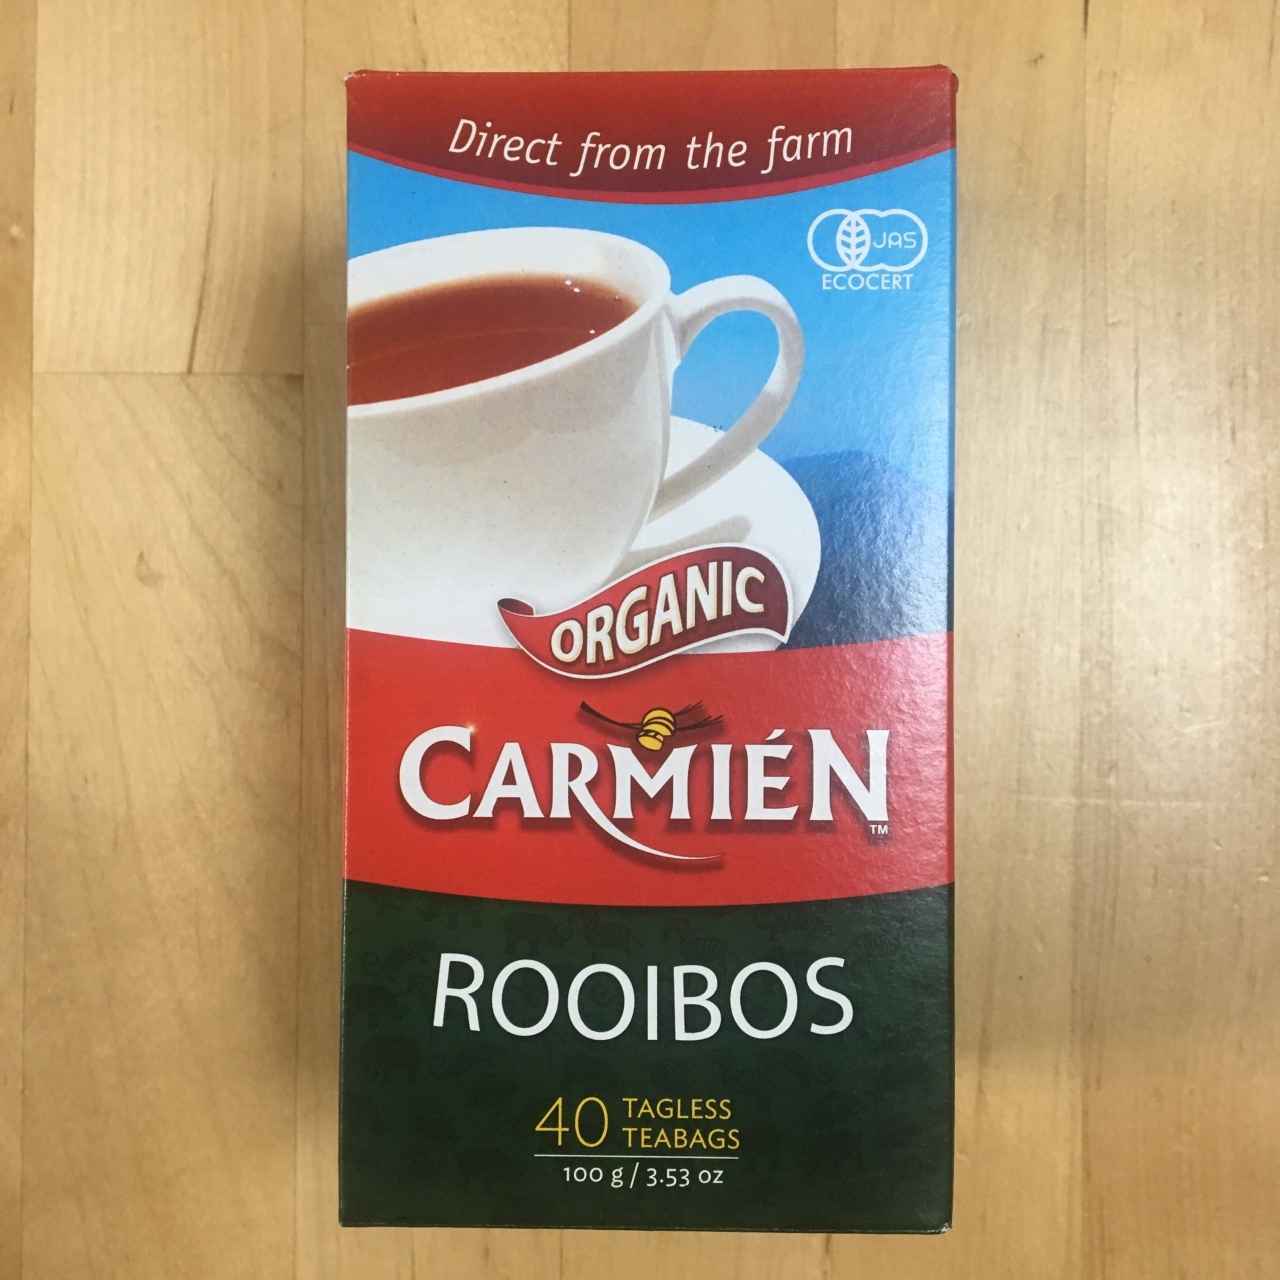 Direct from the farm
JAS
ECOCERT
ORGANIC
CARMIÉN
TM
ROOIBOS
40 TAGLESS
TEABAGS
100 g / 3.53 oz